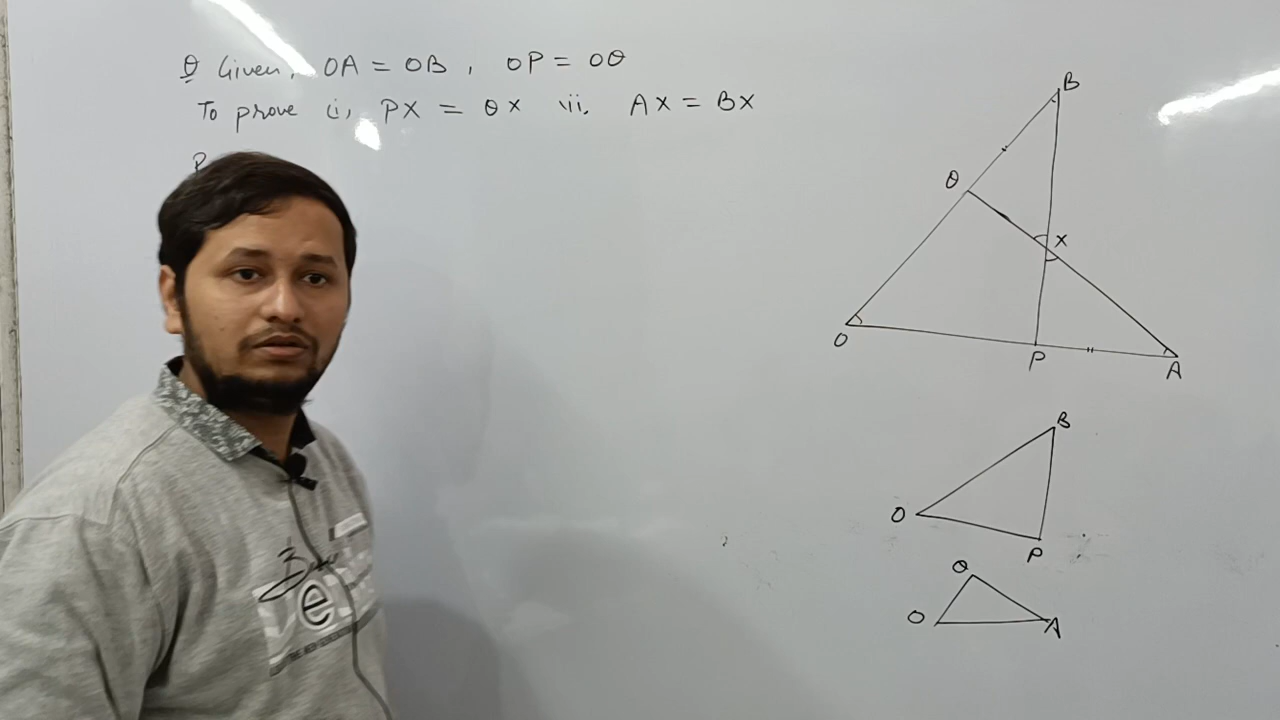 Q Given, OA = OB, OP = OQ
To prove i, PX = QX ii, AX = BX
P
B
Q
X
O
P
A
B
O
P
Q
O
A
e